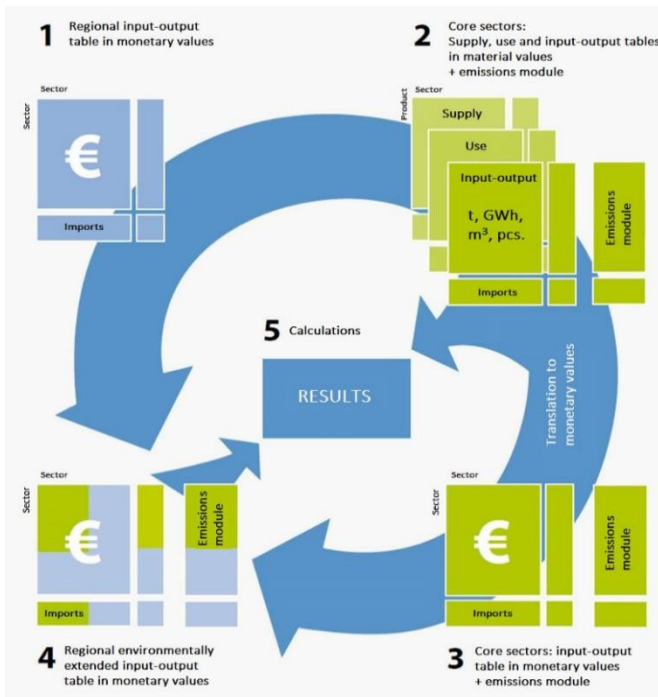 1 Regional input-output
table in monetary values
Sector
Sector
€
Imports
2 Core sectors:
Supply, use and input-output tables
in material values
+ emissions module
Sector
Product
Supply
Use
Input-output
t, GWh,
m³, pcs.
Imports
Emissions
module
5 Calculations
RESULTS
Translation to
monetary values
Sector
Sector
€
Imports
Emissions
module
4 Regional environmentally
extended input-output
table in monetary values
Sector
Sector
€
Imports
Emissions
module
3 Core sectors: input-output
table in monetary values
+ emissions module